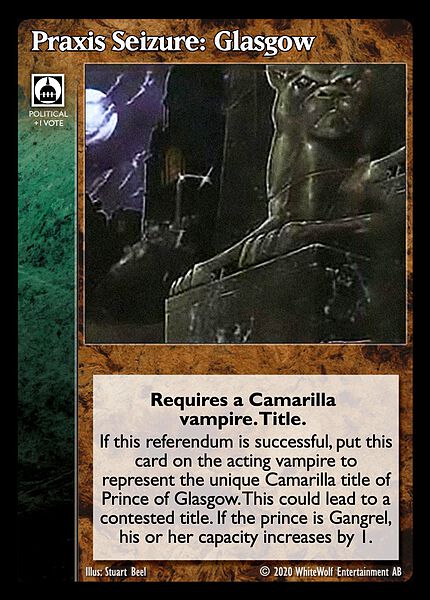 Praxis Seizure: Glasgow
POLITICAL
+1 VOTE
Requires a Camarilla
vampire. Title.
If this referendum is successful, put this
card on the acting vampire to
represent the unique Camarilla title of
Prince of Glasgow. This could lead to a
contested title. If the prince is Gangrel,
his or her capacity increases by 1.
Illus: Stuart Beel
© 2020 WhiteWolf Entertainment AB